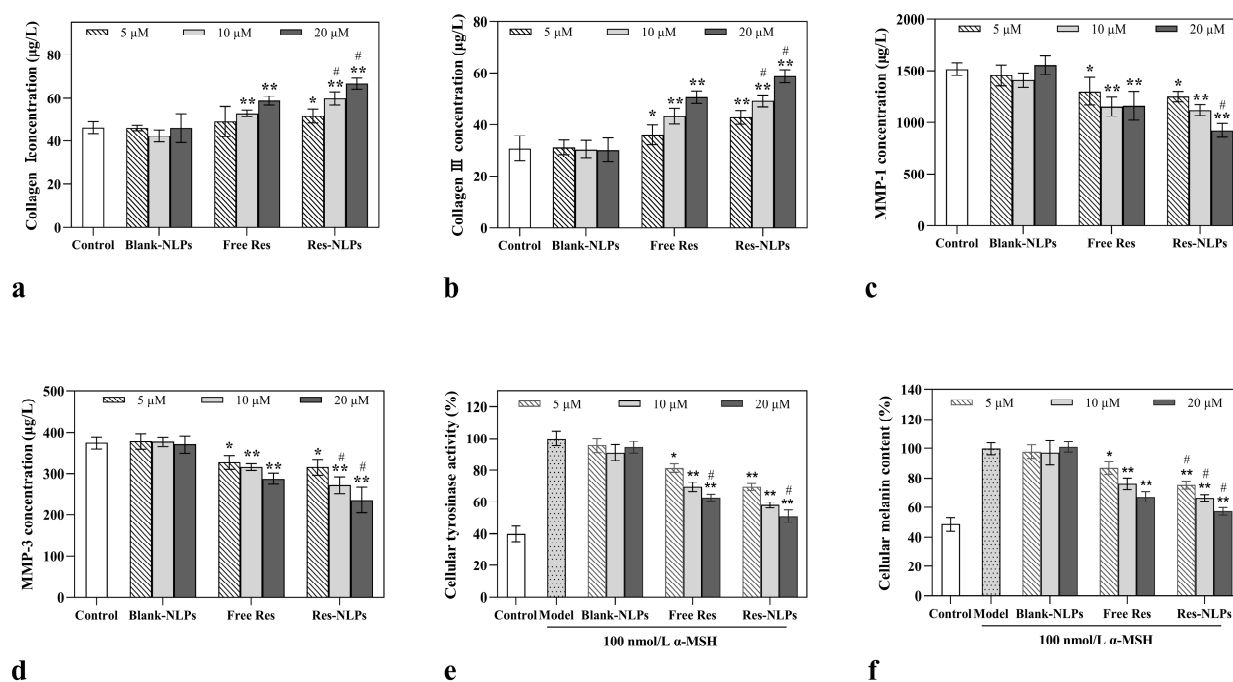 5 µM 10 µM 20 µM
Collagen Iconcentration (µg/L)
80
60
40
20
0
* ** ** * # ** # **
Control Blank-NLPs Free Res Res-NLPs
a
5 µM 10 µM 20 µM
Collagen Ⅲ concentration (µg/L)
80
60
40
20
0
* ** ** ** # ** # **
Control Blank-NLPs Free Res Res-NLPs
b
5 µM 10 µM 20 µM
MMP-1 concentration (µg/L)
2000
1500
1000
500
0
* ** ** * ** # **
Control Blank-NLPs Free Res Res-NLPs
c
5 µM 10 µM 20 µM
MMP-3 concentration (µg/L)
500
400
300
200
100
0
* ** ** * # ** # **
Control Blank-NLPs Free Res Res-NLPs
d
5 µM 10 µM 20 µM
Cellular tyrosinase activity (%)
120
100
80
60
40
20
0
* ** # ** ** ** # **
Control Model Blank-NLPs Free Res Res-NLPs
100 nmol/L α-MSH
e
5 µM 10 µM 20 µM
Cellular melanin content (%)
140
120
100
80
60
40
20
0
* ** ** # ** # ** # **
Control Model Blank-NLPs Free Res Res-NLPs
100 nmol/L α-MSH
f